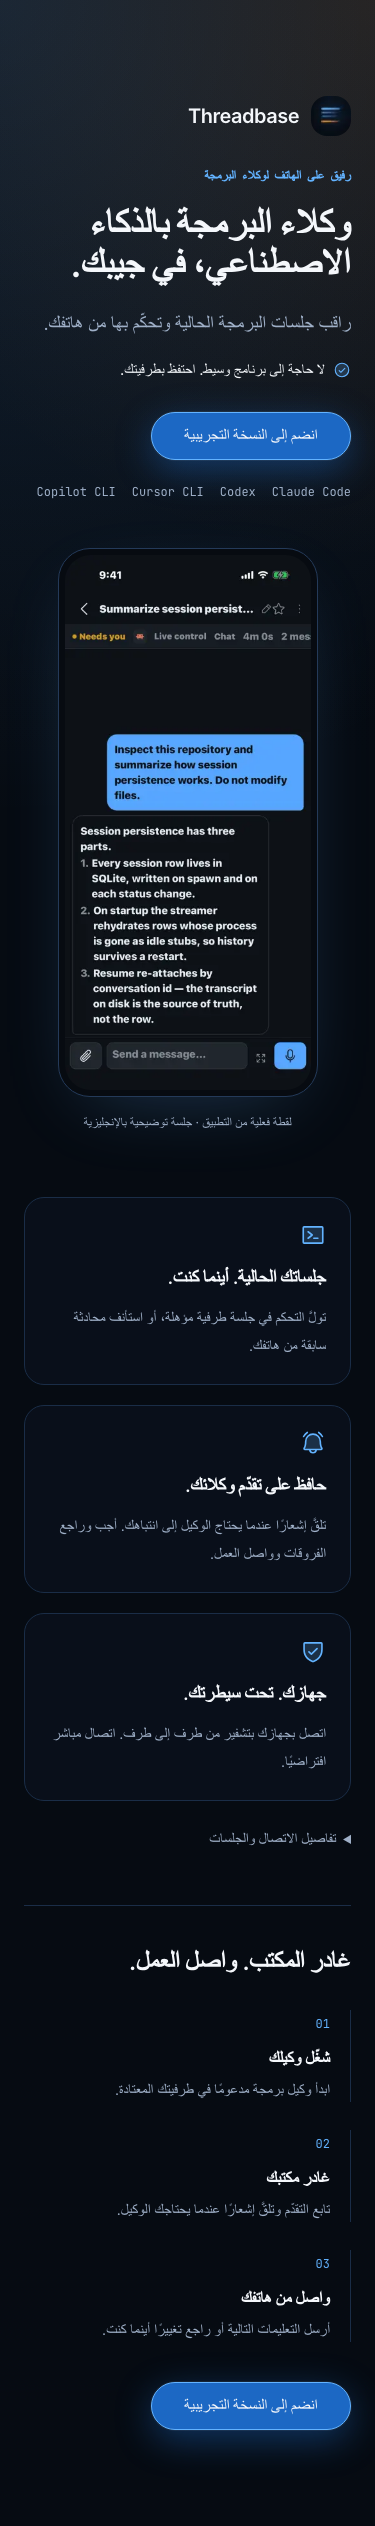 Threadbase
رفيق على الهاتف لوكلاء البرمجة
وكلاء البرمجة بالذكاء
الاصطناعي، في جيبك.
راقب جلسات البرمجة الحالية وتحكّم بها من هاتفك.
لا حاجة إلى برنامج وسيط. احتفظ بطرفيتك.
انضم إلى النسخة التجريبية
Claude Code Codex Cursor CLI Copilot CLI
9:41
Summarize session persist...
Needs you Live control Chat 4m 0s 2 mes
Inspect this repository and
summarize how session
persistence works. Do not modify
files.
Session persistence has three
parts.
1. Every session row lives in
SQLite, written on spawn and on
each status change.
2. On startup the streamer
rehydrates rows whose process
is gone as idle stubs, so history
survives a restart.
3. Resume re-attaches by
conversation id — the transcript
on disk is the source of truth,
not the row.
Send a message...
لقطة فعلية من التطبيق · جلسة توضيحية بالإنجليزية
جلساتك الحالية. أينما كنت.
تولَّ التحكم في جلسة طرفية مؤهلة، أو استأنف محادثة
سابقة من هاتفك.
حافظ على تقدّم وكلائك.
تلقَّ إشعارًا عندما يحتاج الوكيل إلى انتباهك. أجب وراجع
الفروقات وواصل العمل.
جهازك. تحت سيطرتك.
اتصل بجهازك بتشفير من طرف إلى طرف. اتصال مباشر
افتراضيًا.
تفاصيل الاتصال والجلسات
غادر المكتب. واصل العمل.
01
شغّل وكيلك
ابدأ وكيل برمجة مدعومًا في طرفيتك المعتادة.
02
غادر مكتبك
تابع التقدّم وتلقَّ إشعارًا عندما يحتاجك الوكيل.
03
واصل من هاتفك
أرسل التعليمات التالية أو راجع تغييرًا أينما كنت.
انضم إلى النسخة التجريبية